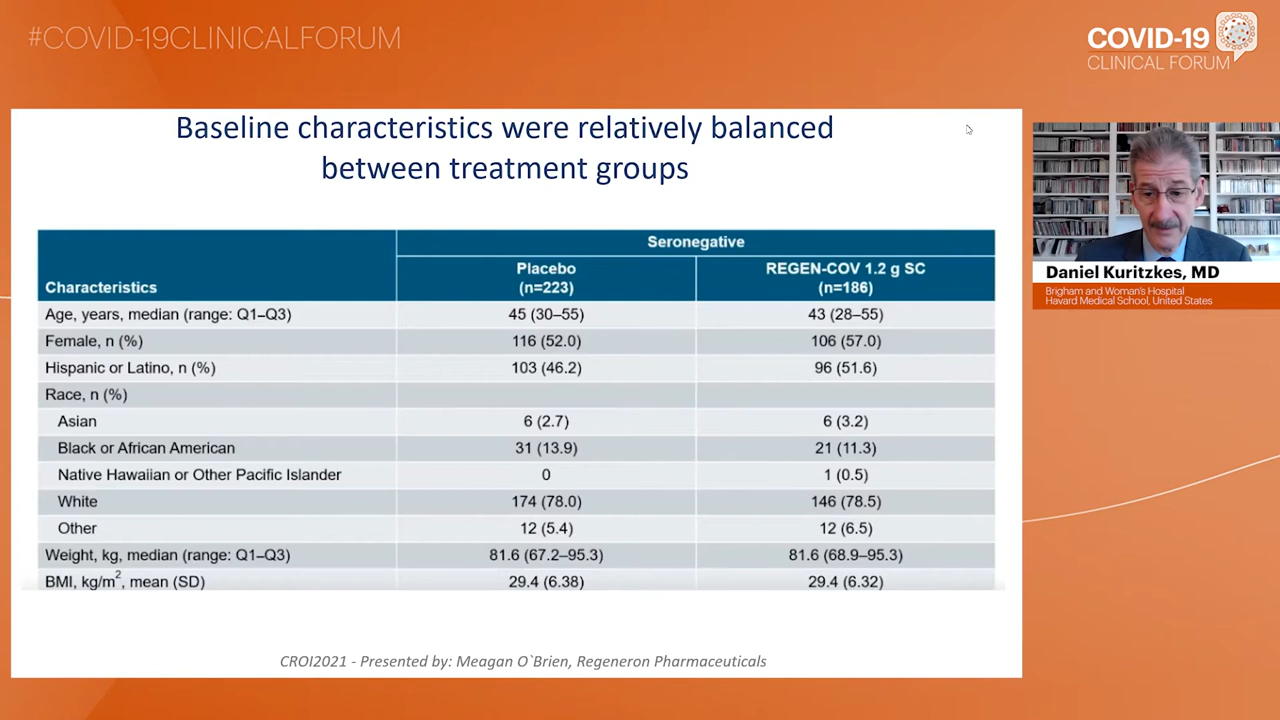 #COVID-19CLINICALFORUM
COVID-19
CLINICAL FORUM
Baseline characteristics were relatively balanced
between treatment groups
Seronegative
Characteristics
Placebo
(n=223)
REGEN-COV 1.2 g SC
(n=186)
Age, years, median (range: Q1–Q3) 45 (30–55) 43 (28–55)
Female, n (%) 116 (52.0) 106 (57.0)
Hispanic or Latino, n (%) 103 (46.2) 96 (51.6)
Race, n (%)
Asian 6 (2.7) 6 (3.2)
Black or African American 31 (13.9) 21 (11.3)
Native Hawaiian or Other Pacific Islander 0 1 (0.5)
White 174 (78.0) 146 (78.5)
Other 12 (5.4) 12 (6.5)
Weight, kg, median (range: Q1–Q3) 81.6 (67.2–95.3) 81.6 (68.9–95.3)
BMI, kg/m², mean (SD) 29.4 (6.38) 29.4 (6.32)
CROI2021 - Presented by: Meagan O`Brien, Regeneron Pharmaceuticals
Daniel Kuritzkes, MD
Brigham and Woman's Hospital
Havard Medical School, United States